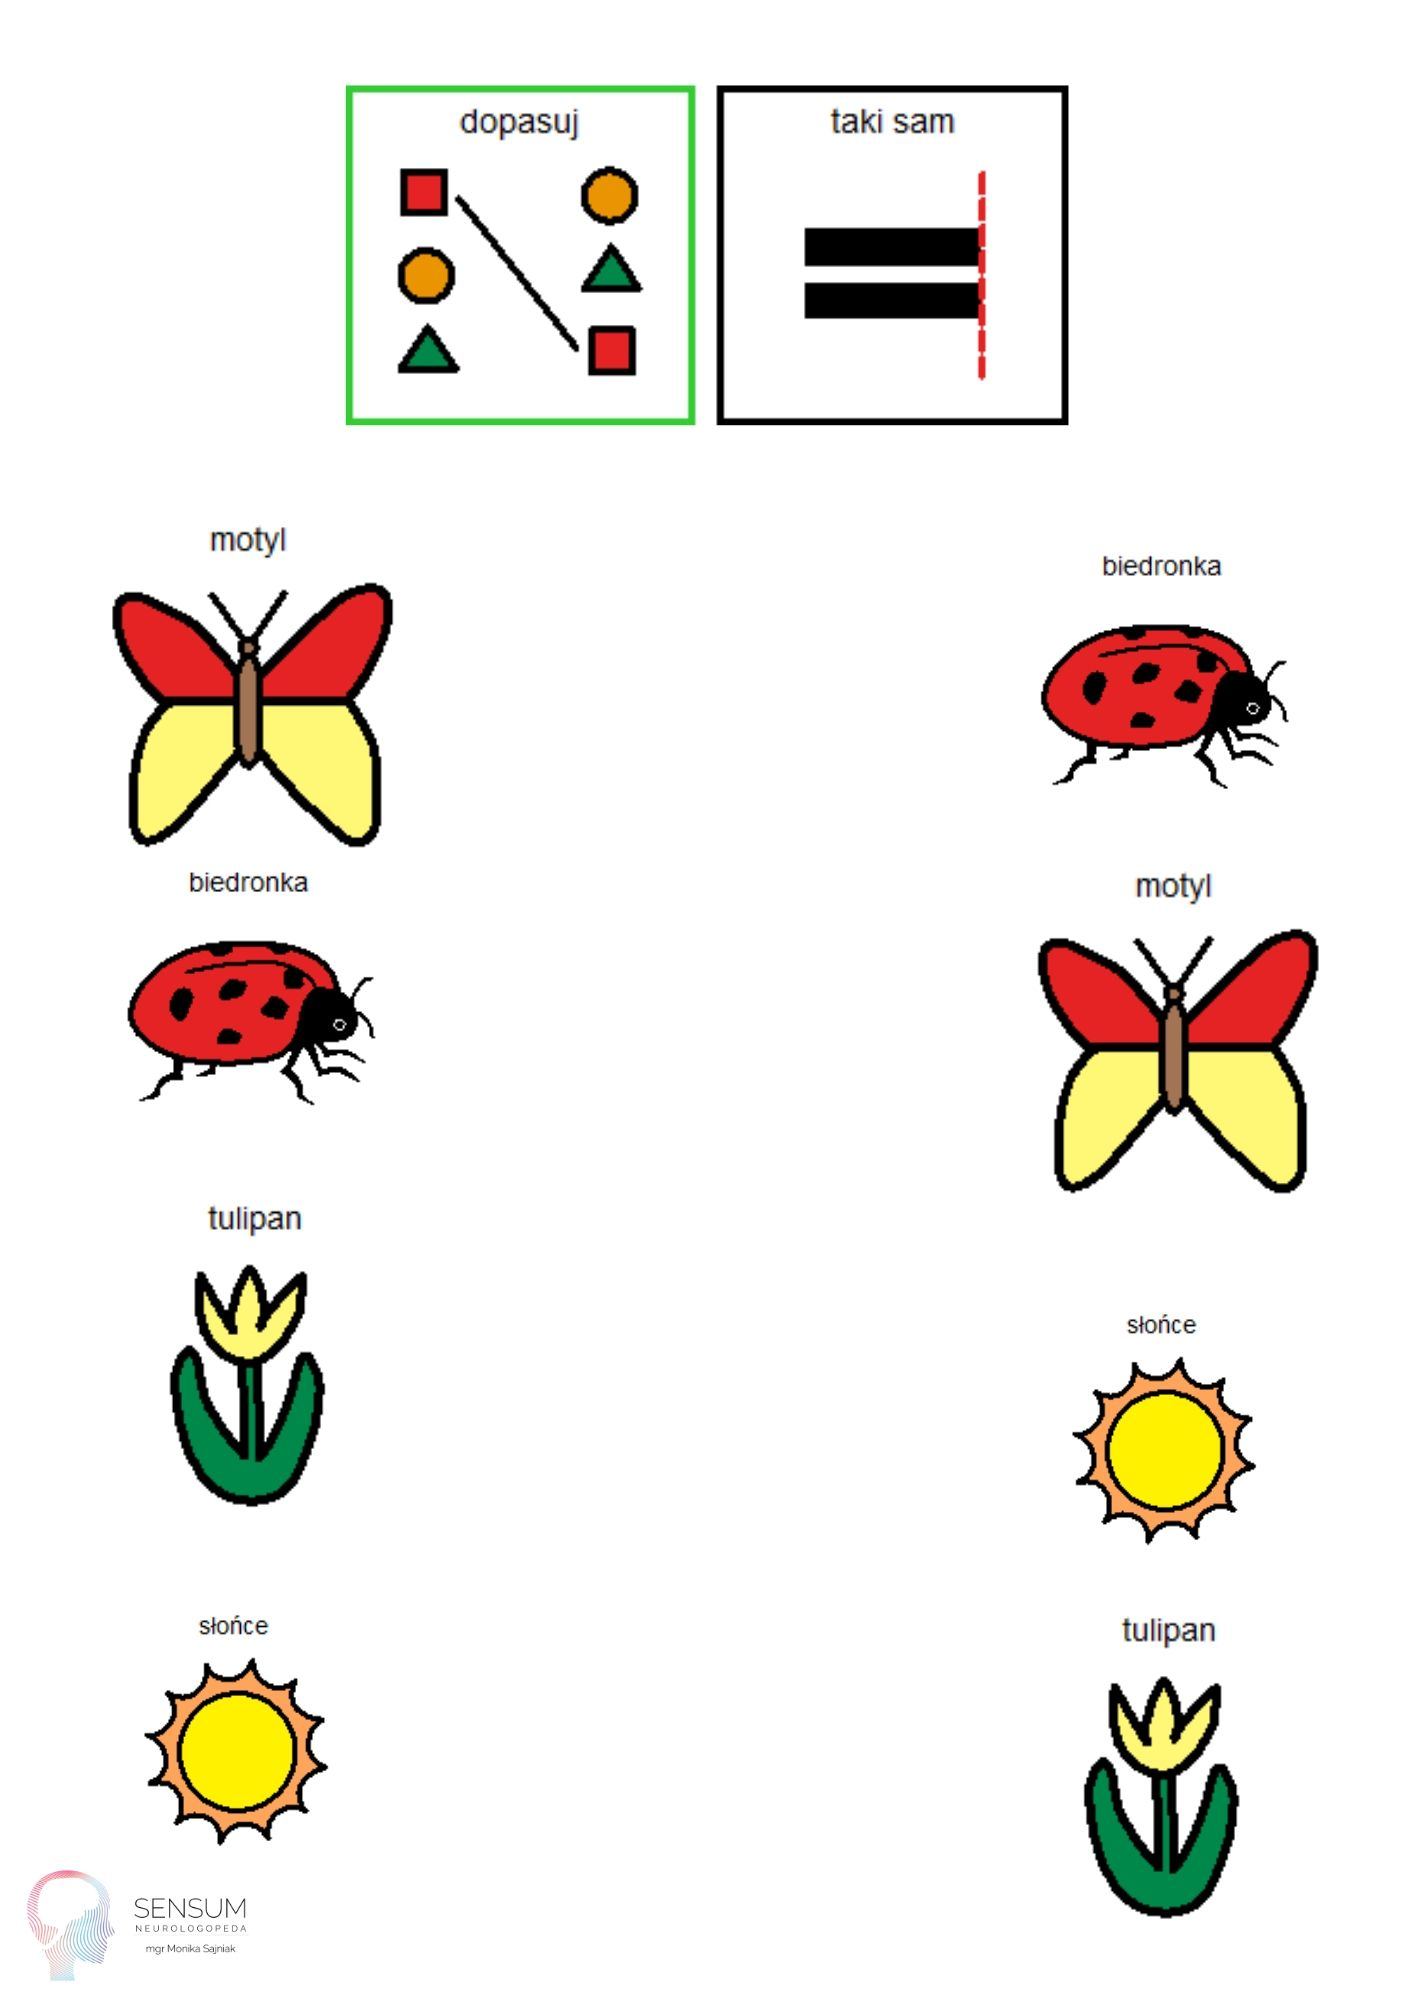 dopasuj
taki sam
motyl
biedronka
biedronka
motyl
tulipan
słońce
słońce
tulipan
SENSUM
NEUROLOGOPEDA
mgr Monika Sajniak